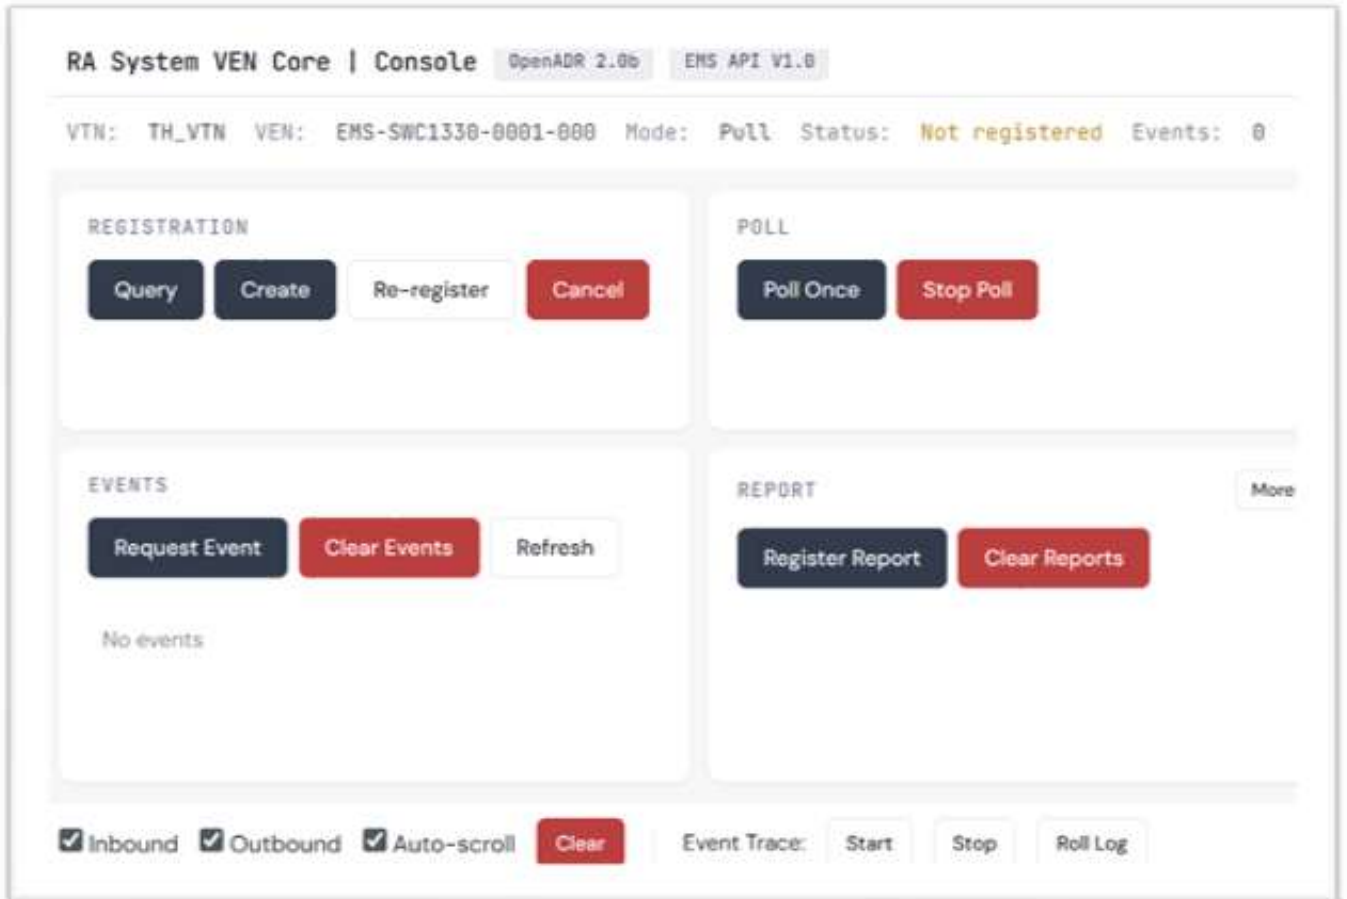 RA System VEN Core | Console OpenADR 2.0b EMS API V1.0
VTN: TH_VTN VEN: EMS-SWC1330-0001-000 Mode: Pull Status: Not registered Events: 0
REGISTRATION
Query Create Re-register Cancel
POLL
Poll Once Stop Poll
EVENTS
Request Event Clear Events Refresh
No events
REPORT More
Register Report Clear Reports
Inbound Outbound Auto-scroll Clear Event Trace: Start Stop Roll Log